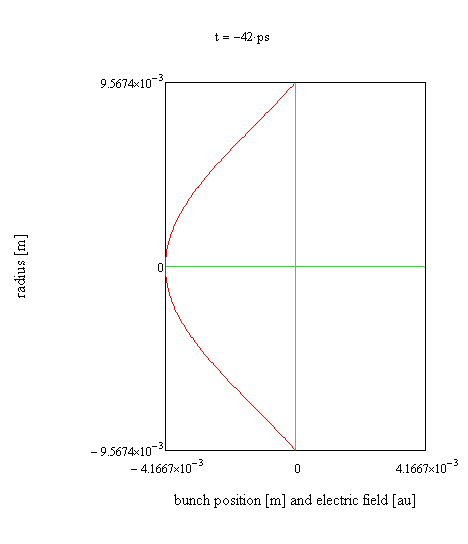 t = −42·ps
9.5674×10⁻³
radius [m]
0
− 9.5674×10⁻³
− 4.1667×10⁻³ 0 4.1667×10⁻³
bunch position [m] and electric field [au]